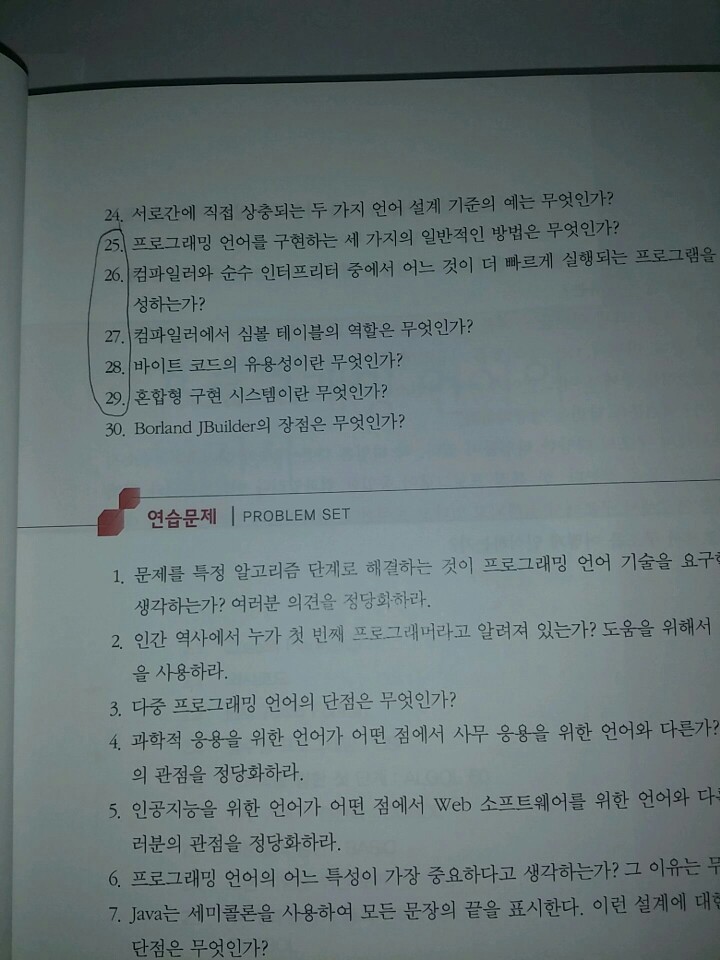 24. 서로간에 직접 상충되는 두 가지 언어 설계 기준의 예는 무엇인가?
25. 프로그래밍 언어를 구현하는 세 가지의 일반적인 방법은 무엇인가?
26. 컴파일러와 순수 인터프리터 중에서 어느 것이 더 빠르게 실행되는 프로그램을
성하는가?
27. 컴파일러에서 심볼 테이블의 역할은 무엇인가?
28. 바이트 코드의 유용성이란 무엇인가?
29. 혼합형 구현 시스템이란 무엇인가?
30. Borland JBuilder의 장점은 무엇인가?
연습문제 | PROBLEM SET
1. 문제를 특정 알고리즘 단계로 해결하는 것이 프로그래밍 언어 기술을
생각하는가? 여러분 의견을 정당화하라.
2. 인간 역사에서 누가 첫 번째 프로그래머라고 알려져 있는가? 도움을 위해서
을 사용하라.
3. 다중 프로그래밍 언어의 단점은 무엇인가?
4. 과학적 응용을 위한 언어가 어떤 점에서 사무 응용을 위한 언어와 다른가?
의 관점을 정당화하라.
5. 인공지능을 위한 언어가 어떤 점에서 Web 소프트웨어를 위한 언어와
러분의 관점을 정당화하라.
6. 프로그래밍 언어의 어느 특성이 가장 중요하다고 생각하는가? 그 이유는
7. Java는 세미콜론을 사용하여 모든 문장의 끝을 표시한다. 이런 설계에
단점은 무엇인가?